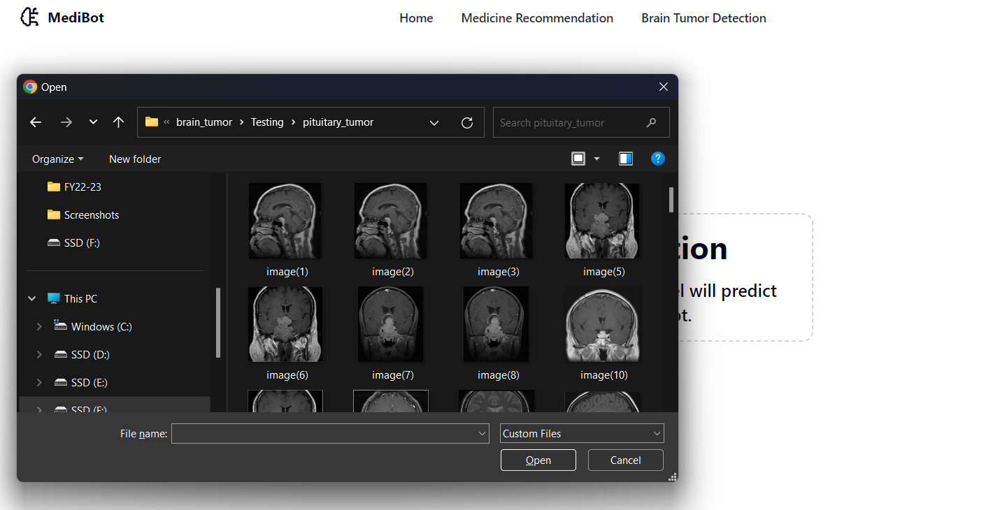 MediBot
Home Medicine Recommendation Brain Tumor Detection
Open
« brain_tumor > Testing > pituitary_tumor
Search pituitary_tumor
Organize
New folder
?
FY22-23
Screenshots
SSD (F:)
This PC
Windows (C:)
SSD (D:)
SSD (E:)
SSD (F:)
image(1) image(2) image(3) image(5)
image(6) image(7) image(8) image(10)
tion
will predict
File name:
Custom Files
Open Cancel